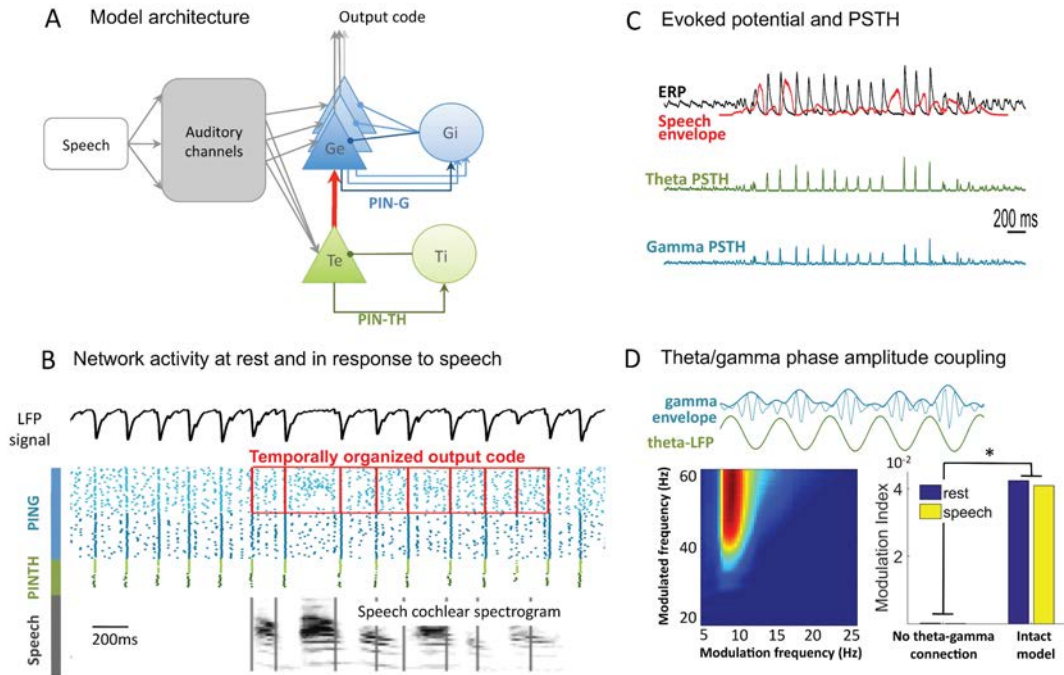 A Model architecture
Output code
Speech
Auditory
channels
Ge
Gi
PIN-G
Te
Ti
PIN-TH
B Network activity at rest and in response to speech
LFP
signal
Temporally organized output code
PING
PINTH
Speech
Speech cochlear spectrogram
200ms
C Evoked potential and PSTH
ERP
Speech
envelope
Theta PSTH
200 ms
Gamma PSTH
D Theta/gamma phase amplitude coupling
gamma
envelope
theta-LFP
Modulated frequency (Hz)
60
50
40
30
20
5 10 15 20 25
Modulation frequency (Hz)
10-2
*
Modulation Index
4
2
rest
speech
No theta-gamma
connection
Intact
model